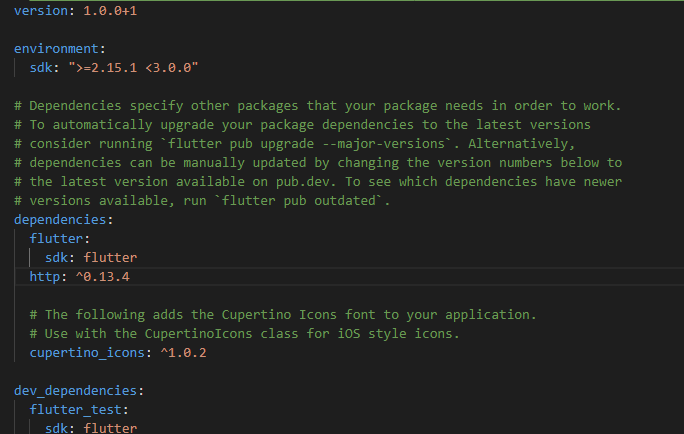 version: 1.0.0+1
environment:
sdk: ">=2.15.1 <3.0.0"
# Dependencies specify other packages that your package needs in order to work.
# To automatically upgrade your package dependencies to the latest versions
# consider running `flutter pub upgrade --major-versions`. Alternatively,
# dependencies can be manually updated by changing the version numbers below to
# the latest version available on pub.dev. To see which dependencies have newer
# versions available, run `flutter pub outdated`.
dependencies:
flutter:
sdk: flutter
http: ^0.13.4
# The following adds the Cupertino Icons font to your application.
# Use with the CupertinoIcons class for iOS style icons.
cupertino_icons: ^1.0.2
dev_dependencies:
flutter_test:
sdk: flutter